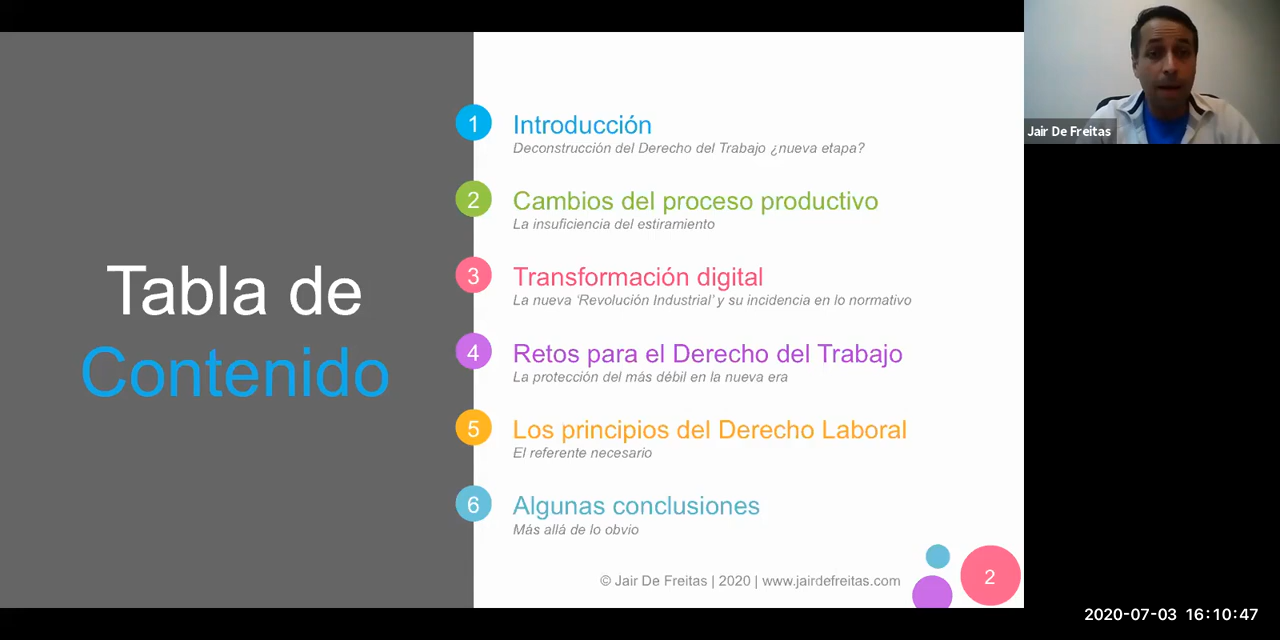 Tabla de
Contenido
1
Introducción
Deconstrucción del Derecho del Trabajo ¿nueva etapa?
2
Cambios del proceso productivo
La insuficiencia del estiramiento
3
Transformación digital
La nueva ‘Revolución Industrial’ y su incidencia en lo normativo
4
Retos para el Derecho del Trabajo
La protección del más débil en la nueva era
5
Los principios del Derecho Laboral
El referente necesario
6
Algunas conclusiones
Más allá de lo obvio
© Jair De Freitas | 2020 | www.jairdefreitas.com
2
Jair De Freitas
2020-07-03 16:10:47